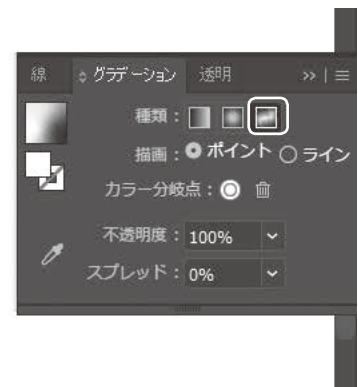 線 グラデーション 透明
種類：
描画： ポイント ライン
カラー分岐点：
不透明度： 100%
スプレッド： 0%